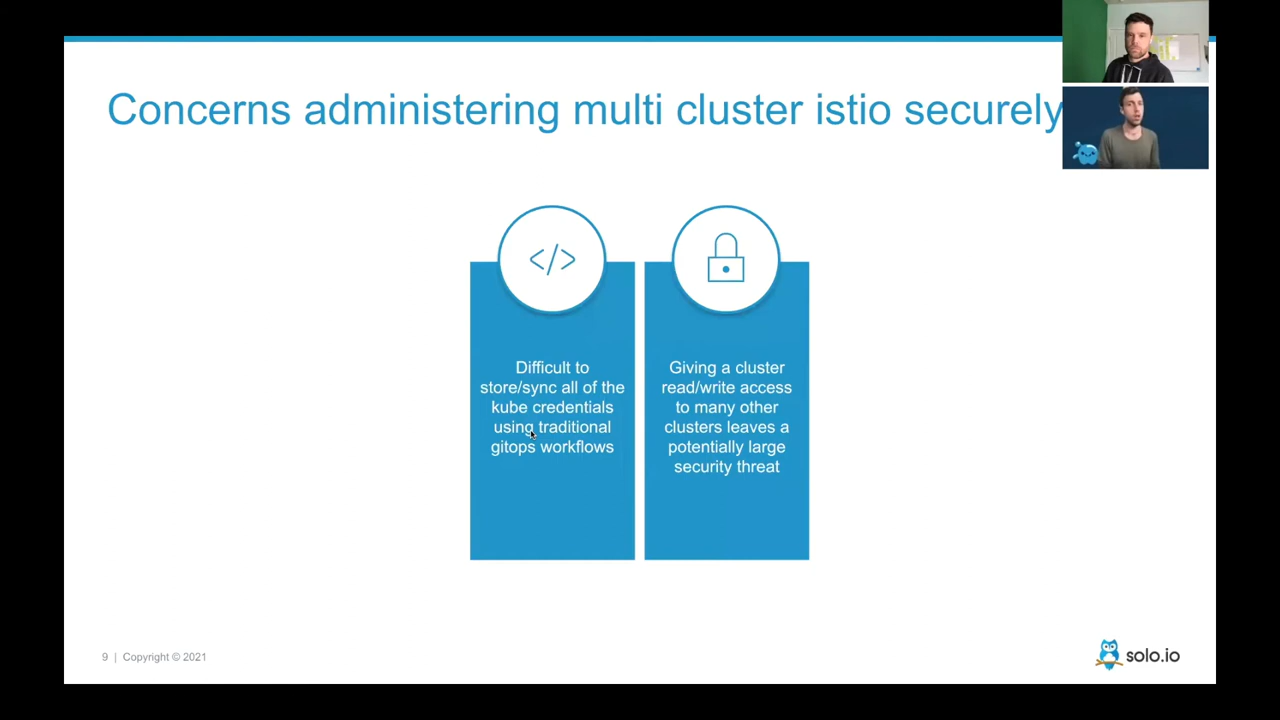 Concerns administering multi cluster istio securely
</>
Difficult to
store/sync all of the
kube credentials
using traditional
gitops workflows
Giving a cluster
read/write access
to many other
clusters leaves a
potentially large
security threat
9 | Copyright © 2021
solo.io